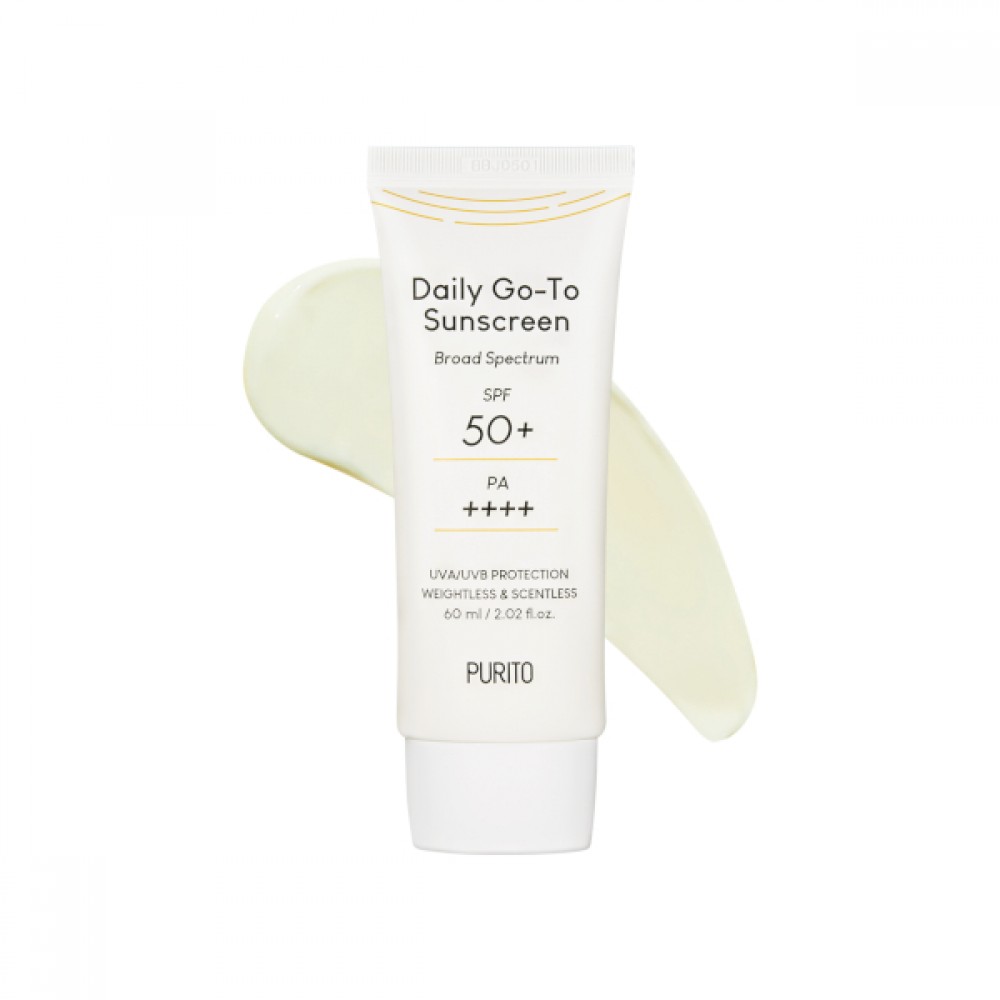 Daily Go-To
Sunscreen
Broad Spectrum
SPF
50+
PA
++++
UVA/UVB PROTECTION
WEIGHTLESS & SCENTLESS
60 ml / 2.02 fl.oz.
PURITO